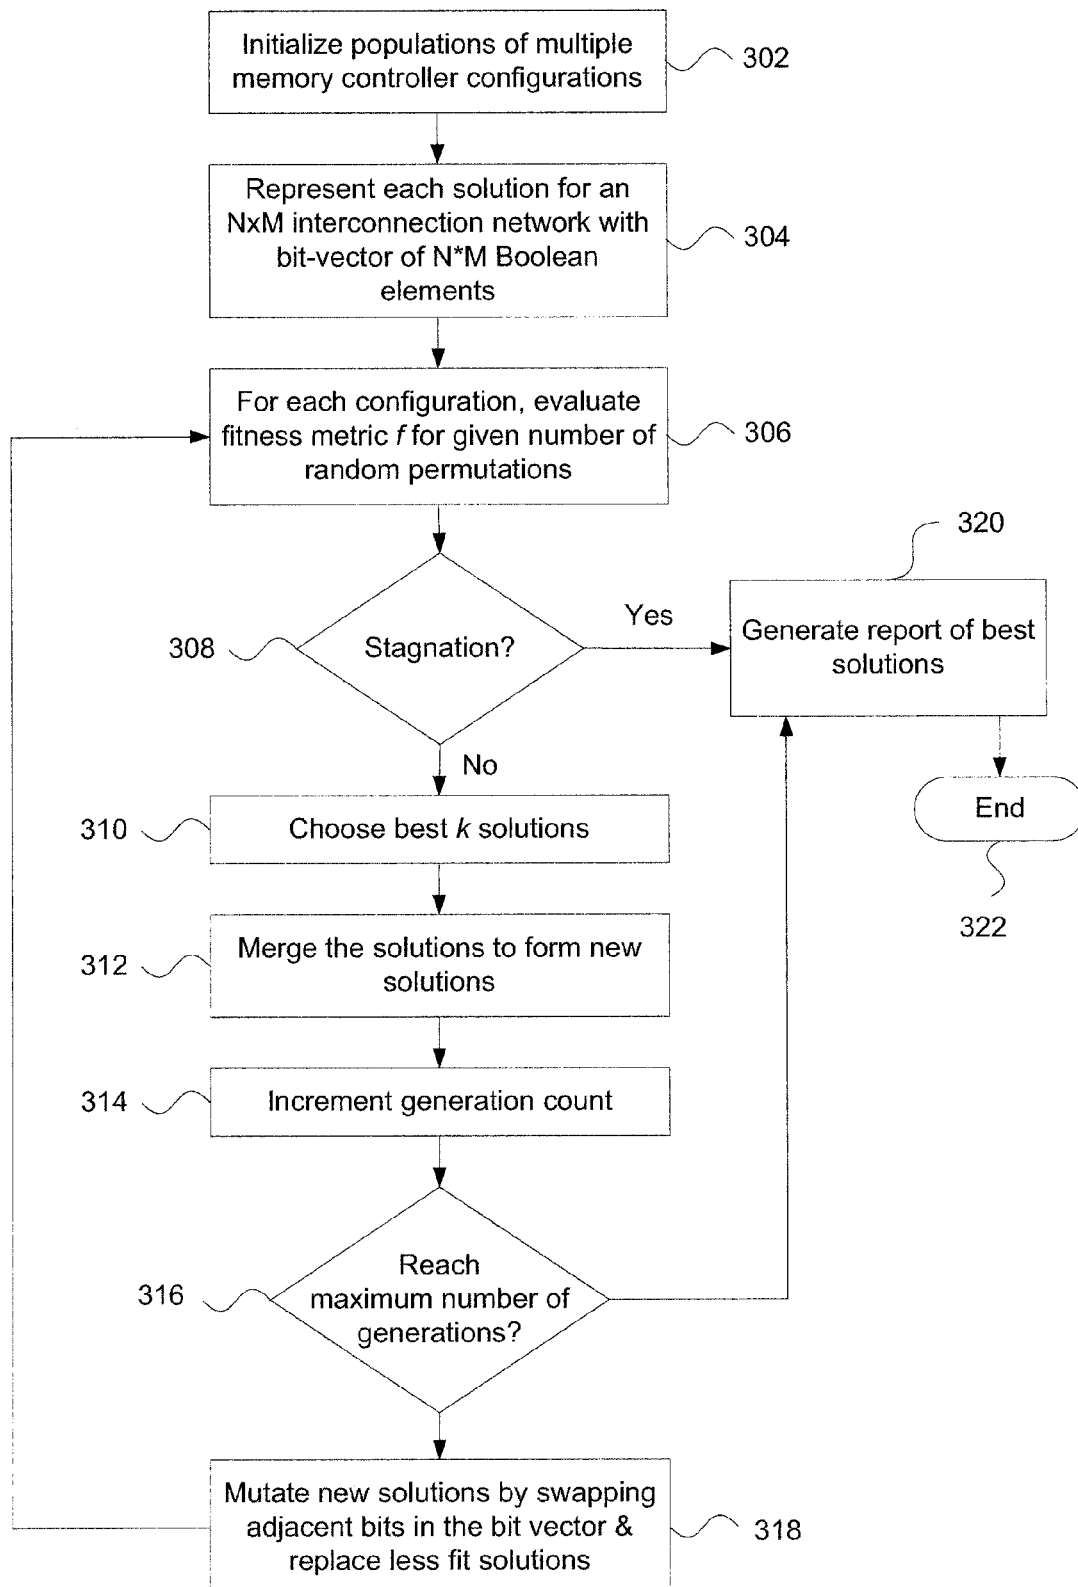 Initialize populations of multiple
memory controller configurations
302
Represent each solution for an
NxM interconnection network with
bit-vector of N*M Boolean
elements
304
For each configuration, evaluate
fitness metric f for given number of
random permutations
306
320
308
Stagnation?
Yes
Generate report of best
solutions
No
End
322
310
Choose best k solutions
312
Merge the solutions to form new
solutions
314
Increment generation count
316
Reach
maximum number of
generations?
Mutate new solutions by swapping
adjacent bits in the bit vector &
replace less fit solutions
318